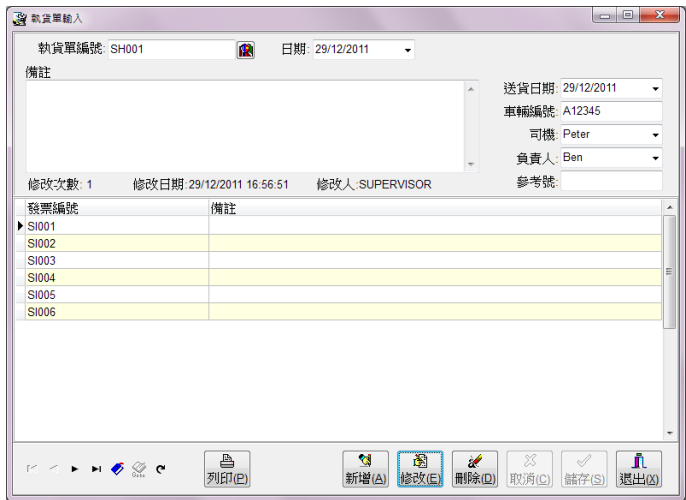 執貨單輸入
執貨單編號: SH001 日期: 29/12/2011
備註
送貨日期: 29/12/2011
車輛編號: A12345
司機: Peter
負責人: Ben
參考號:
修改次數: 1 修改日期: 29/12/2011 16:56:51 修改人: SUPERVISOR
發票編號 備註
SI001
SI002
SI003
SI004
SI005
SI006
列印(P) 新增(A) 修改(E) 刪除(D) 取消(C) 儲存(S) 退出(X)